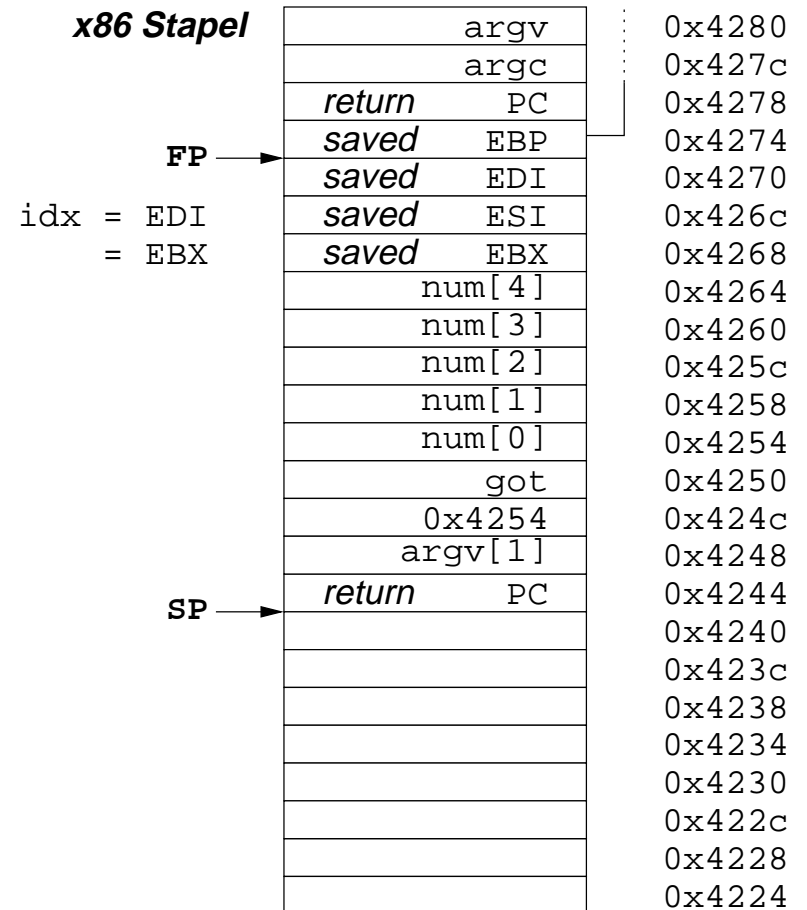 x86 Stapel argv 0x4280
argc 0x427c
return PC 0x4278
saved EBP 0x4274
FP
saved EDI 0x4270
idx = EDI saved ESI 0x426c
= EBX saved EBX 0x4268
num[4] 0x4264
num[3] 0x4260
num[2] 0x425c
num[1] 0x4258
num[0] 0x4254
got 0x4250
0x4254 0x424c
argv[1] 0x4248
return PC 0x4244
SP
0x4240
0x423c
0x4238
0x4234
0x4230
0x422c
0x4228
0x4224